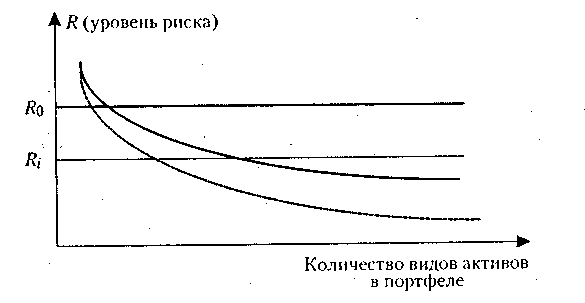 R (уровень риска)
R0
Ri
Количество видов активов
в портфеле